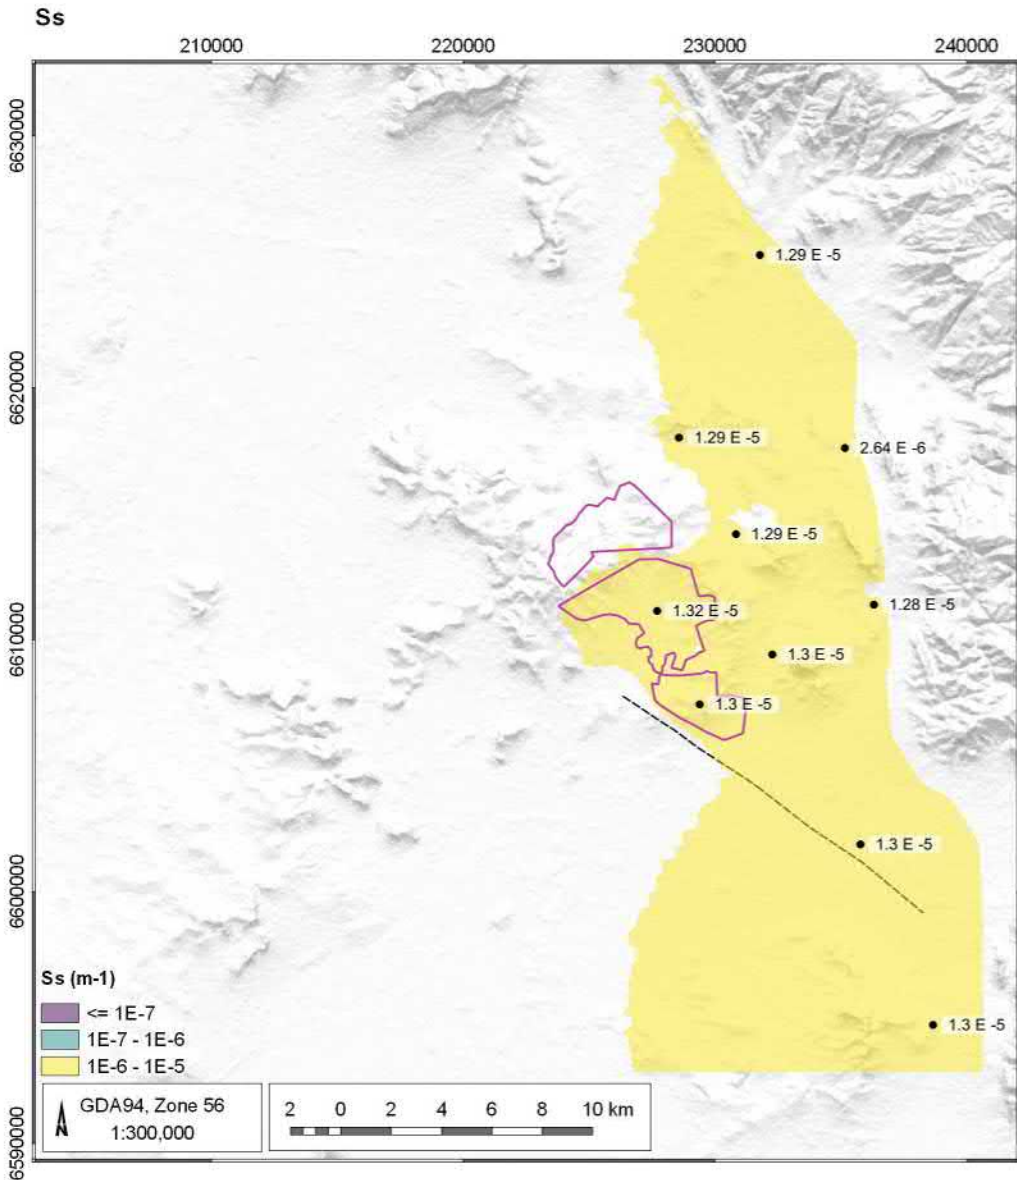 Ss
210000 220000 230000 240000
6630000
1.29 E -5
6620000
1.29 E -5
2.64 E -6
1.29 E -5
1.32 E -5
1.28 E -5
6610000
1.3 E -5
1.3 E -5
1.3 E -5
6600000
1.3 E -5
Ss (m-1)
<= 1E-7
1E-7 - 1E-6
1E-6 - 1E-5
N
GDA94, Zone 56
1:300,000
2 0 2 4 6 8 10 km
6590000